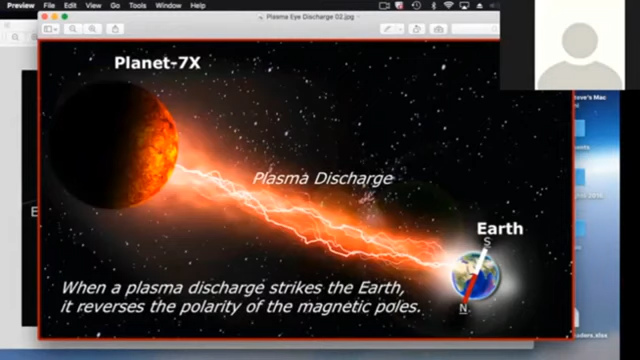 Preview File Edit View Go Tools Window Help
Plasma Eye Discharge 02.jpg
Planet-7X
Plasma Discharge
Earth
S
N
When a plasma discharge strikes the Earth,
it reverses the polarity of the magnetic poles.